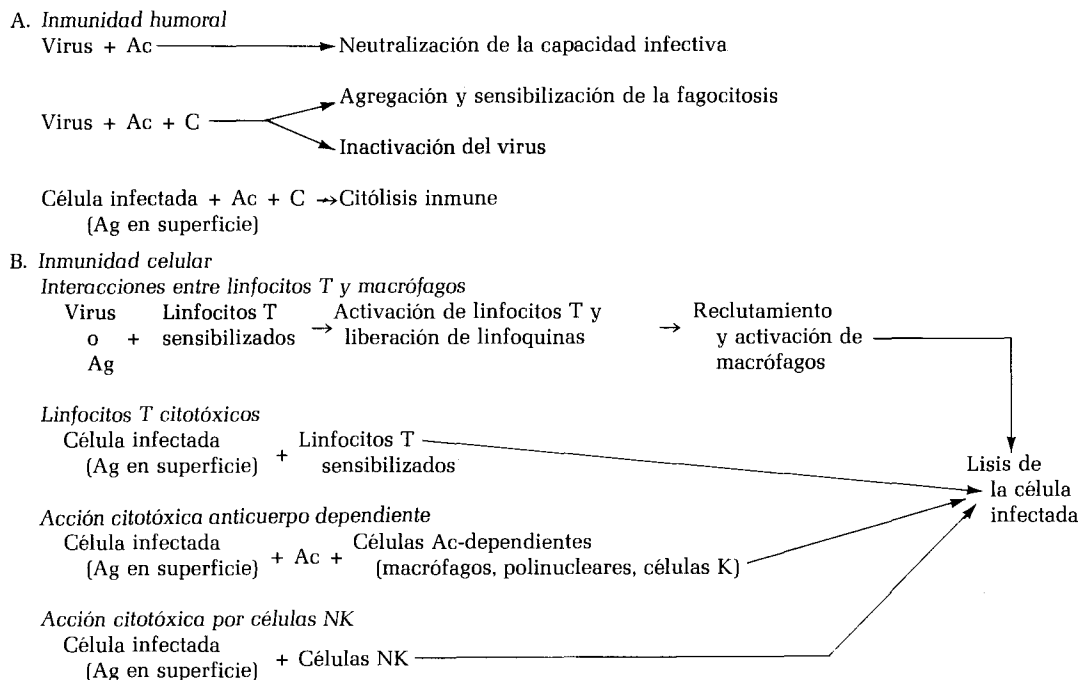 A. Inmunidad humoral
Virus + Ac → Neutralización de la capacidad infectiva
Agregación y sensibilización de la fagocitosis
Virus + Ac + C
Inactivación del virus
Célula infectada + Ac + C → Citólisis inmune
(Ag en superficie)
B. Inmunidad celular
Interacciones entre linfocitos T y macrófagos
Virus Linfocitos T Activación de linfocitos T y Reclutamiento
o + sensibilizados → liberación de linfoquinas → y activación de
Ag macrófagos
Linfocitos T citotóxicos
Célula infectada + Linfocitos T
(Ag en superficie) sensibilizados
Lisis de
la célula
infectada
Acción citotóxica anticuerpo dependiente
Célula infectada + Ac + Células Ac-dependientes
(Ag en superficie) (macrófagos, polinucleares, células K)
Acción citotóxica por células NK
Célula infectada + Células NK
(Ag en superficie)